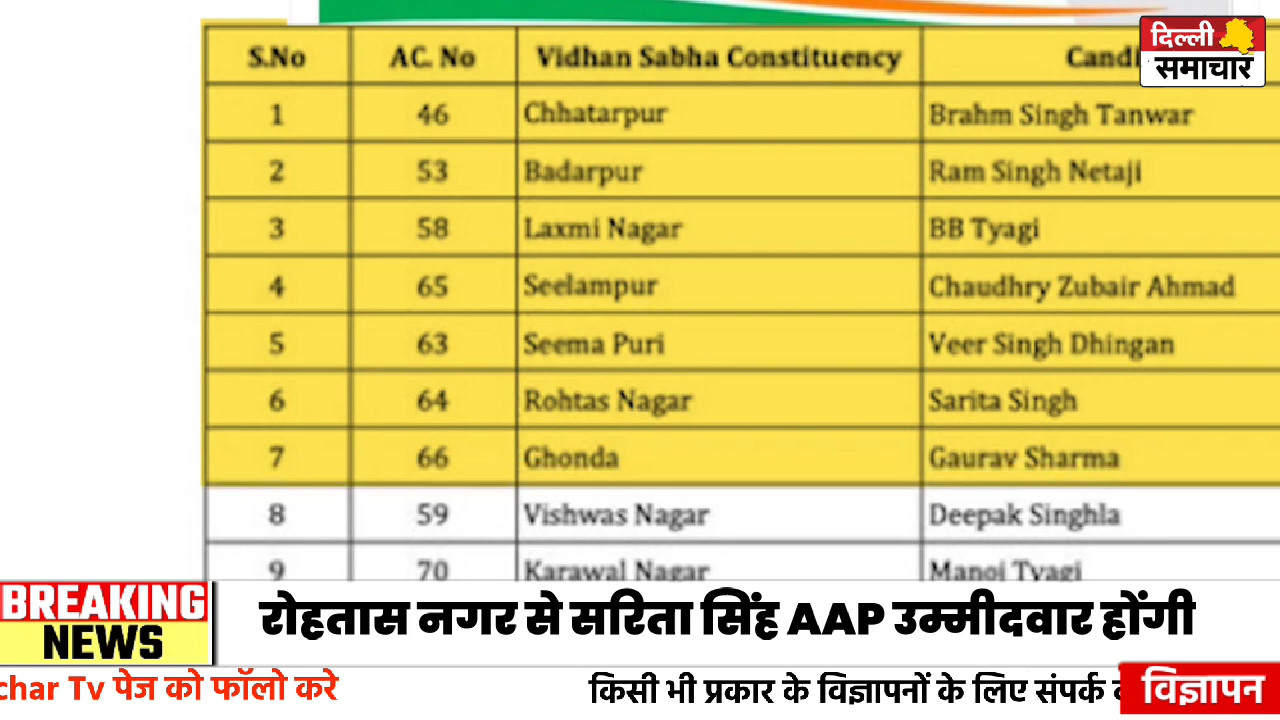 S.No AC. No Vidhan Sabha Constituency
दिल्ली
समाचार
1 46 Chhatarpur Brahm Singh Tanwar
2 53 Badarpur Ram Singh Netaji
3 58 Laxmi Nagar BB Tyagi
4 65 Seelampur Chaudhry Zubair Ahmad
5 63 Seema Puri Veer Singh Dhingan
6 64 Rohtas Nagar Sarita Singh
7 66 Ghonda Gaurav Sharma
8 59 Vishwas Nagar Deepak Singhla
9 70 Karawal Nagar Manoj Tyagi
BREAKING
NEWS
रोहतास नगर से सरिता सिंह AAP उम्मीदवार होंगी
char Tv पेज को फॉलो करे
किसी भी प्रकार के विज्ञापनों के लिए संपर्क
विज्ञापन